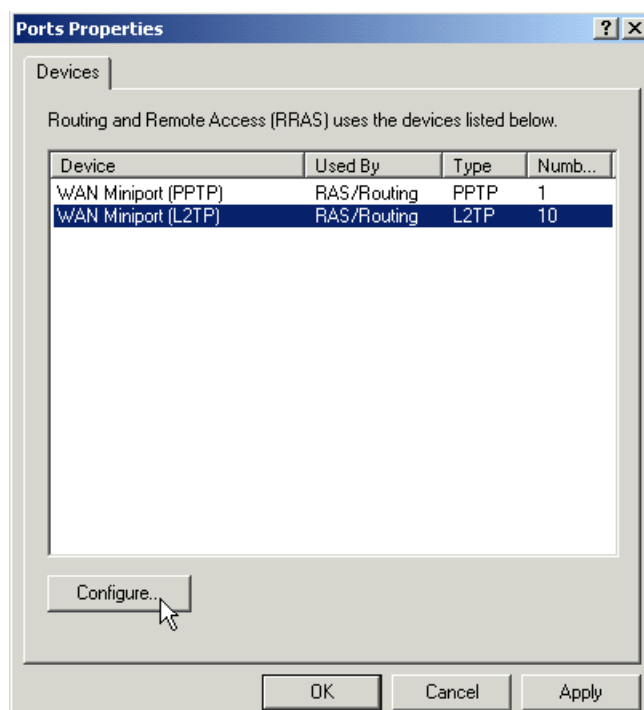 Ports Properties
Devices
Routing and Remote Access (RRAS) uses the devices listed below.
Device Used By Type Numb...
WAN Miniport (PPTP) RAS/Routing PPTP 1
WAN Miniport (L2TP) RAS/Routing L2TP 10
Configure...
OK Cancel Apply